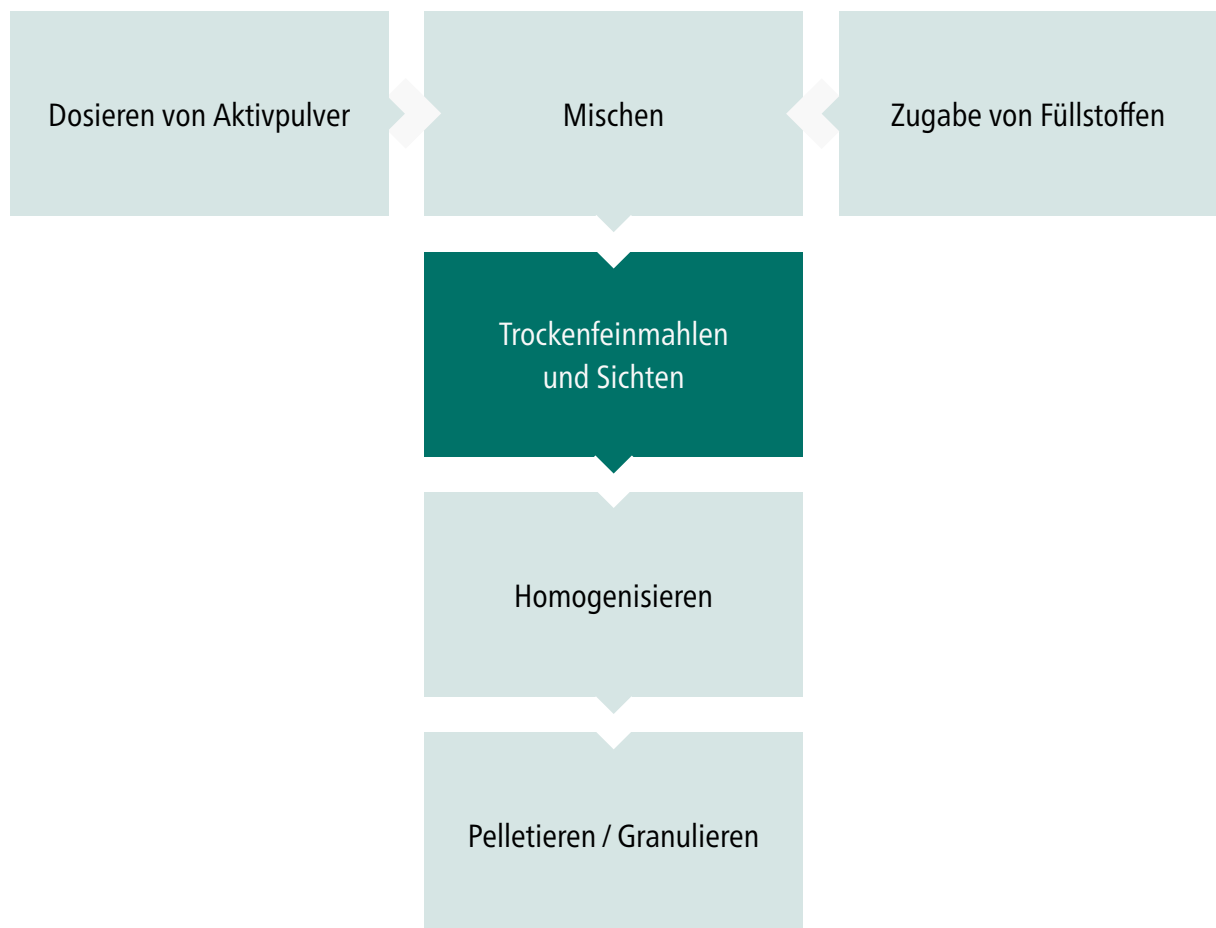 Dosieren von Aktivpulver
Mischen
Zugabe von Füllstoffen
Trockenfeinmahlen
und Sichten
Homogenisieren
Pelletieren / Granulieren